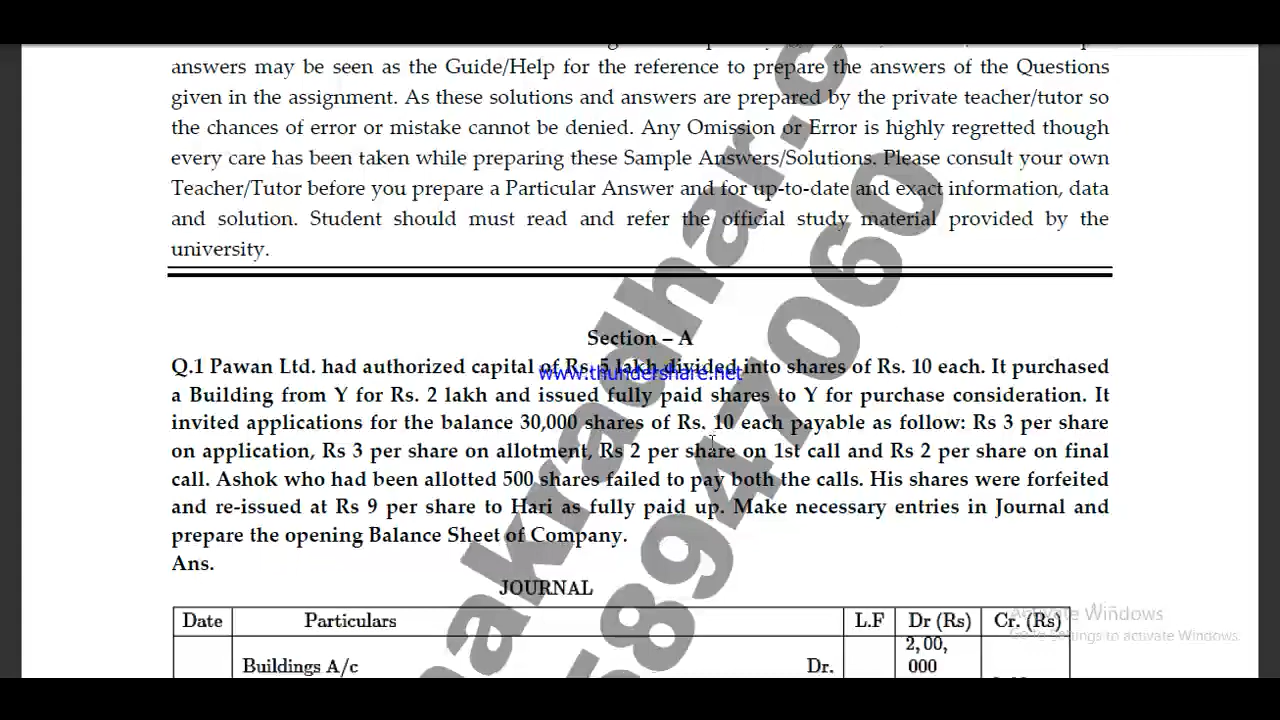 answers may be seen as the Guide/Help for the reference to prepare the answers of the Questions
given in the assignment. As these solutions and answers are prepared by the private teacher/tutor so
the chances of error or mistake cannot be denied. Any Omission or Error is highly regretted though
every care has been taken while preparing these Sample Answers/Solutions. Please consult your own
Teacher/Tutor before you prepare a Particular Answer and for up-to-date and exact information, data
and solution. Student should must read and refer the official study material provided by the
university.
Section – A
Q.1 Pawan Ltd. had authorized capital of Rs. 5 lakh divided into shares of Rs. 10 each. It purchased
www.thundershare.net
a Building from Y for Rs. 2 lakh and issued fully paid shares to Y for purchase consideration. It
invited applications for the balance 30,000 shares of Rs. 10 each payable as follow: Rs 3 per share
on application, Rs 3 per share on allotment, Rs 2 per share on 1st call and Rs 2 per share on final
call. Ashok who had been allotted 500 shares failed to pay both the calls. His shares were forfeited
and re-issued at Rs 9 per share to Hari as fully paid up. Make necessary entries in Journal and
prepare the opening Balance Sheet of Company.
Ans.
JOURNAL
Date Particulars L.F Dr (Rs) Cr. (Rs)
Activate Windows
Go to Settings to activate Windows.
Buildings A/c Dr. 2,00,
000
akradhar.c
58947060